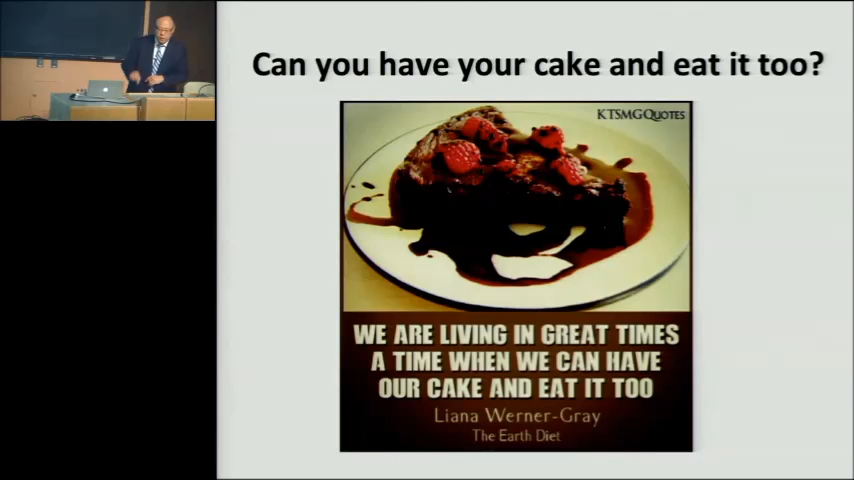 Can you have your cake and eat it too?
KTSMGQUOTES
WE ARE LIVING IN GREAT TIMES
A TIME WHEN WE CAN HAVE
OUR CAKE AND EAT IT TOO
Liana Werner-Gray
The Earth Diet